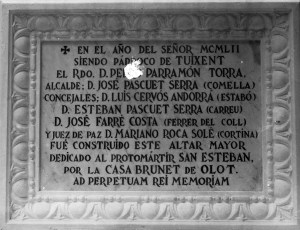 ✠ EN EL AÑO DEL SEÑOR MCMLII
SIENDO PÁRROCO DE TUIXENT
EL RDO. D. PARRAMÓN TORRA,
ALCALDE; D. JOSÉ PASCUET SERRA (COMELLA)
CONCEJALES; D. LUIS CERVOS ANDORRA (ESTABÓ)
D. ESTEBAN PASCUET SERRA (CARREU)
D. JOSÉ FARRÉ COSTA (FERRER DEL COLL)
Y JUEZ DE PAZ D. MARIANO ROCA SOLÉ (CORTINA)
FUÉ CONSTRUÍDO ESTE ALTAR MAYOR
DEDICADO AL PROTOMÁRTIR SAN ESTEBAN,
POR LA CASA BRUNET DE OLOT.
AD PERPETUAM REI MEMORIAM